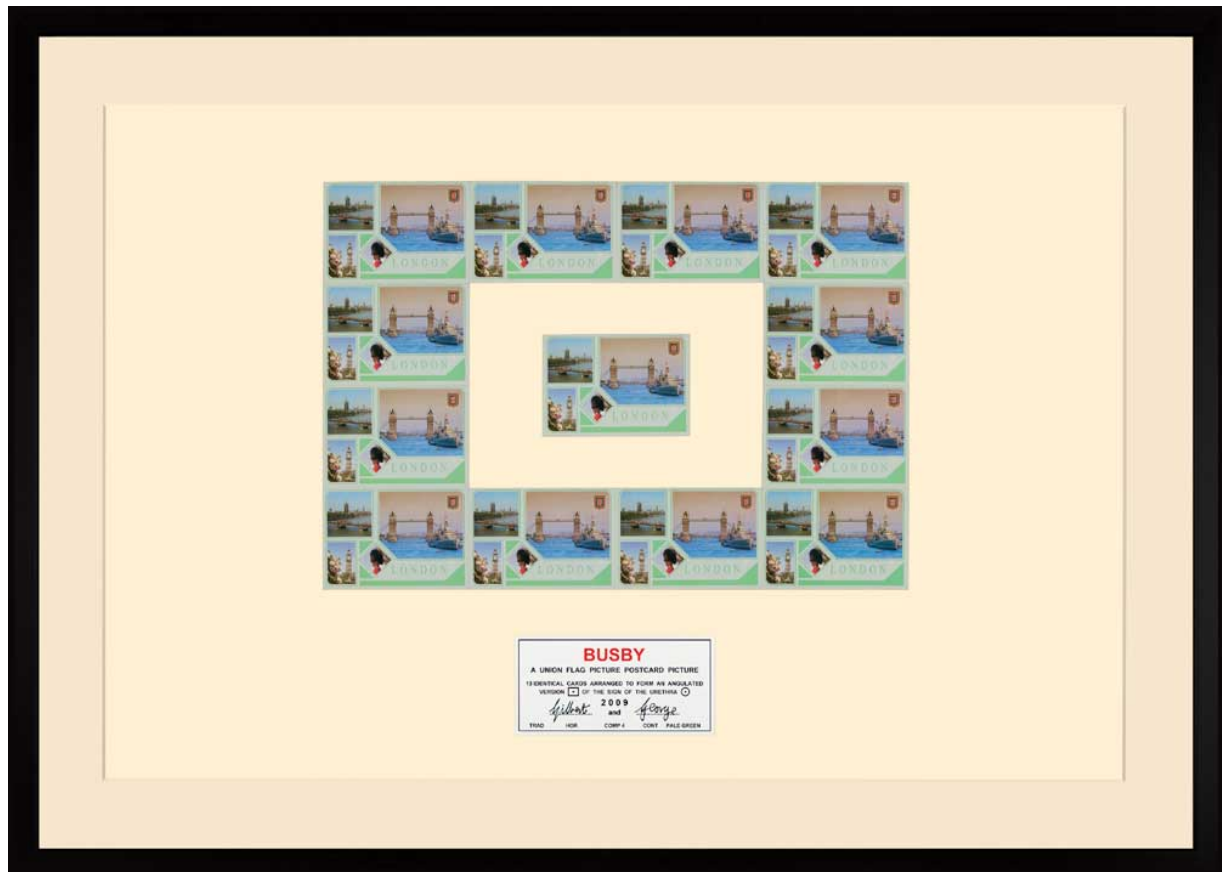 LONDON LONDON LONDON LONDON
LONDON LONDON
LONDON
LONDON LONDON
LONDON LONDON LONDON LONDON
BUSBY
A UNION FLAG PICTURE POSTCARD PICTURE
13 IDENTICAL CARDS ARRANGED TO FORM AN ANGULATED
VERSION OF THE SIGN OF THE URETHRA
2009
Gilbert and George
TRAD HOR COMP 4 CONT PALE GREEN